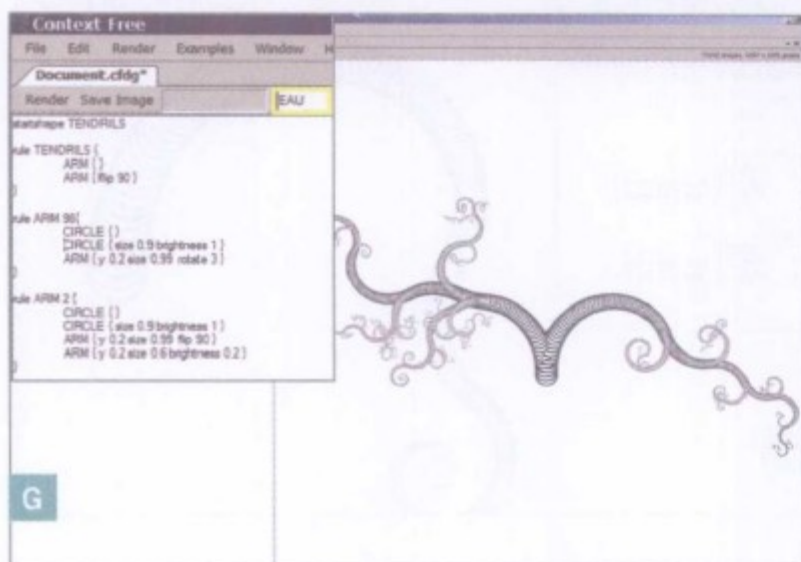 Context Free
File Edit Render Examples Window H
Document.cfdg*
Render Save Image EAU
startshape TENDRILS
rule TENDRILS {
ARM { }
ARM { flip 90 }
}
rule ARM 98{
CIRCLE { }
CIRCLE { size 0.9 brightness 1 }
ARM { y 0.2 size 0.99 rotate 3 }
}
rule ARM 2 {
CIRCLE { }
CIRCLE { size 0.9 brightness 1 }
ARM { y 0.2 size 0.99 flip 90 }
ARM { y 0.2 size 0.6 brightness 0.2 }
}
G